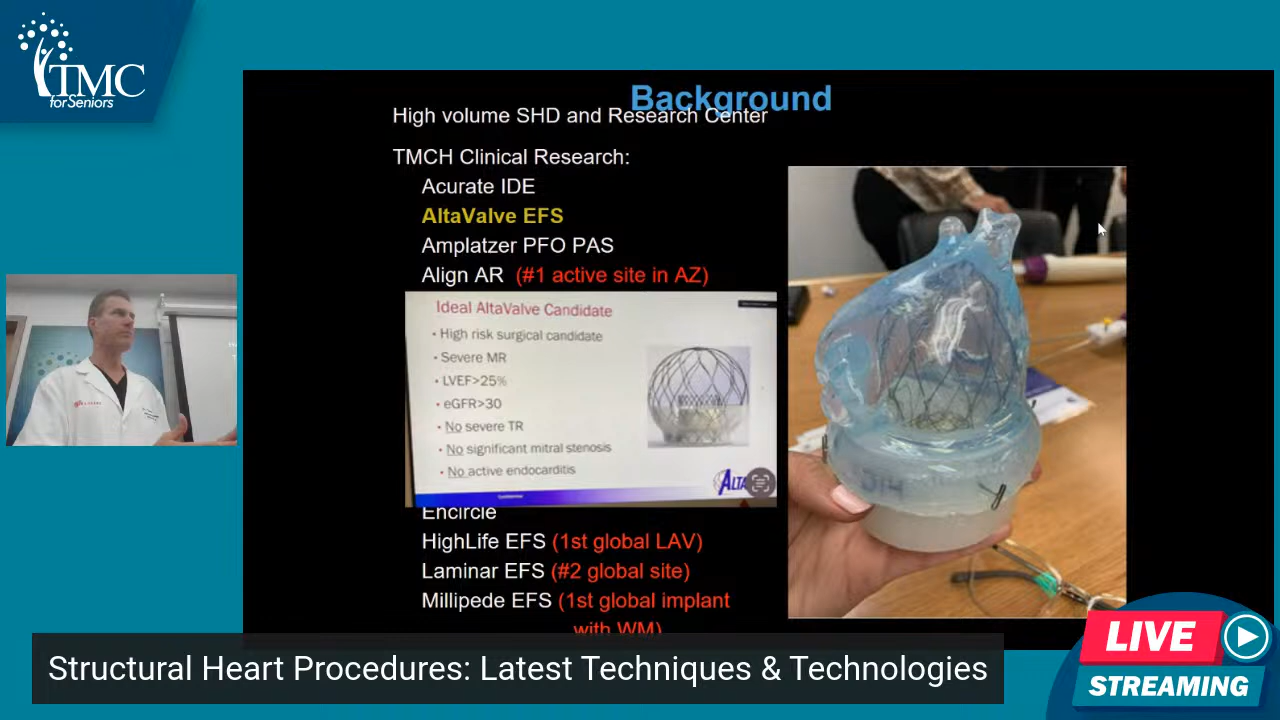 TMC
for Seniors
Background
High volume SHD and Research Center
TMCH Clinical Research:
Acurate IDE
AltaValve EFS
Amplatzer PFO PAS
Align AR (#1 active site in AZ)
Ideal AltaValve Candidate
• High risk surgical candidate
• Severe MR
• LVEF>25%
• eGFR>30
• No severe TR
• No significant mitral stenosis
• No active endocarditis
Encircle
HighLife EFS (1st global LAV)
Laminar EFS (#2 global site)
Millipede EFS (1st global implant
with WM)
Structural Heart Procedures: Latest Techniques & Technologies
LIVE
STREAMING